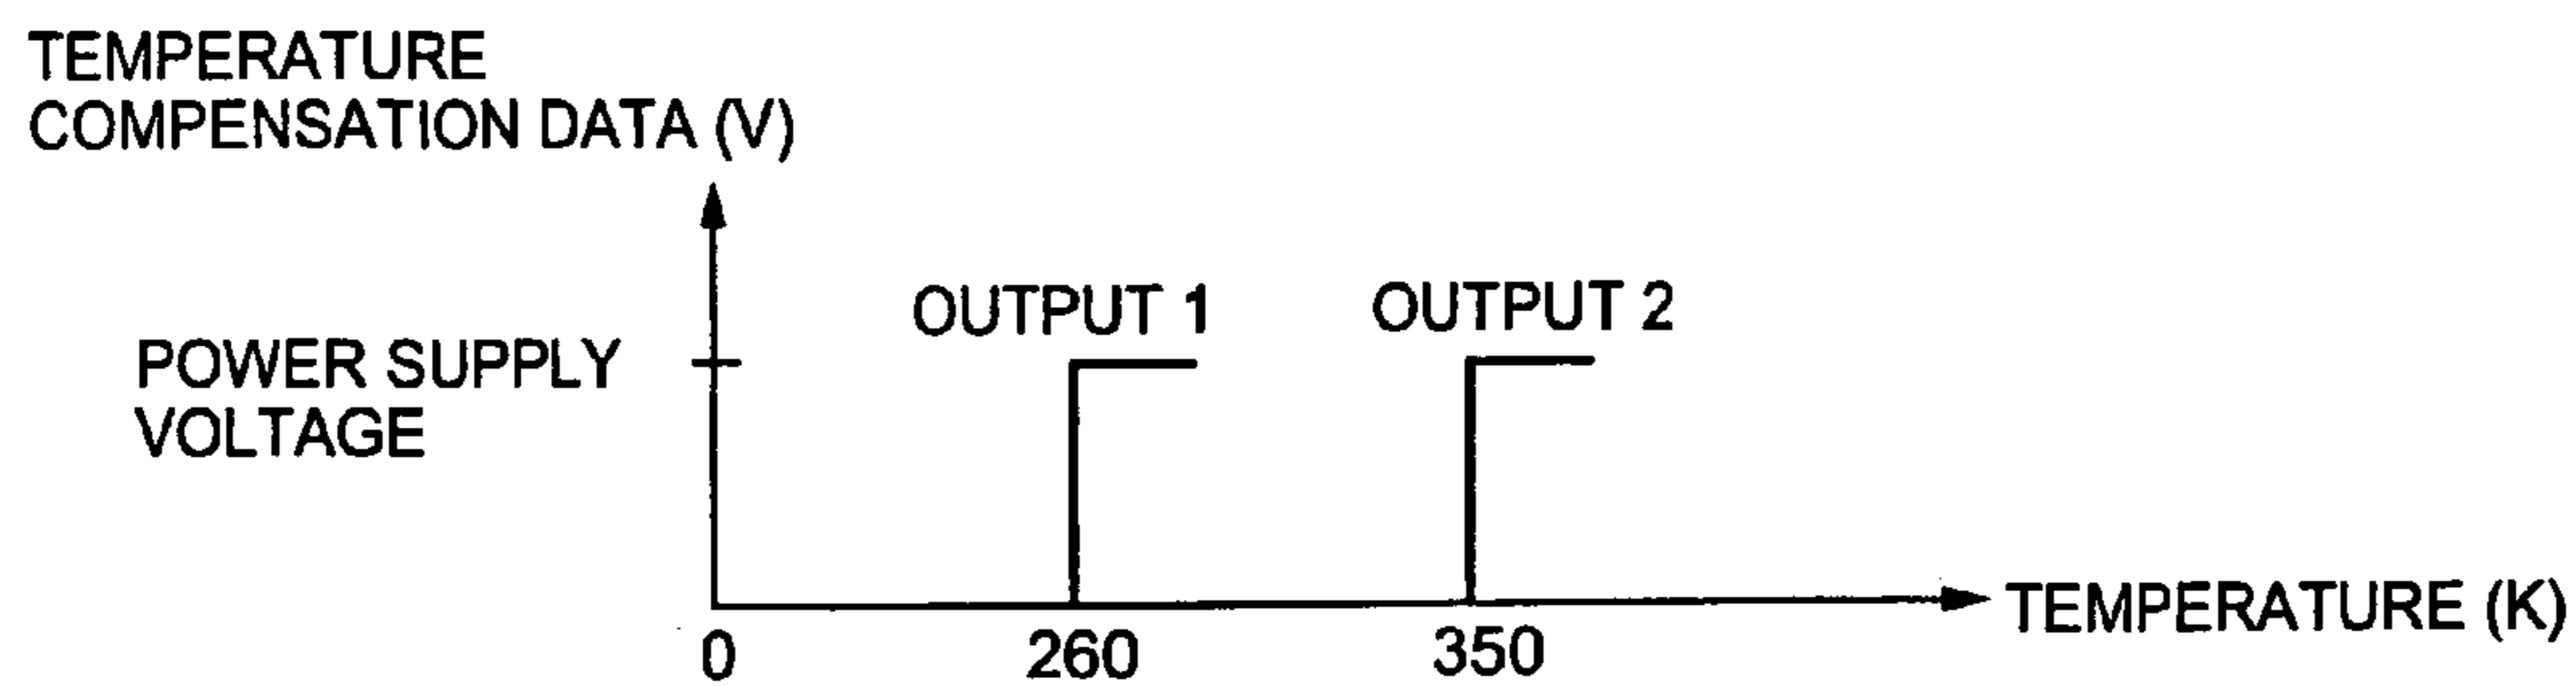 TEMPERATURE
COMPENSATION DATA (V)
OUTPUT 1
OUTPUT 2
POWER SUPPLY
VOLTAGE
TEMPERATURE (K)
0
260
350